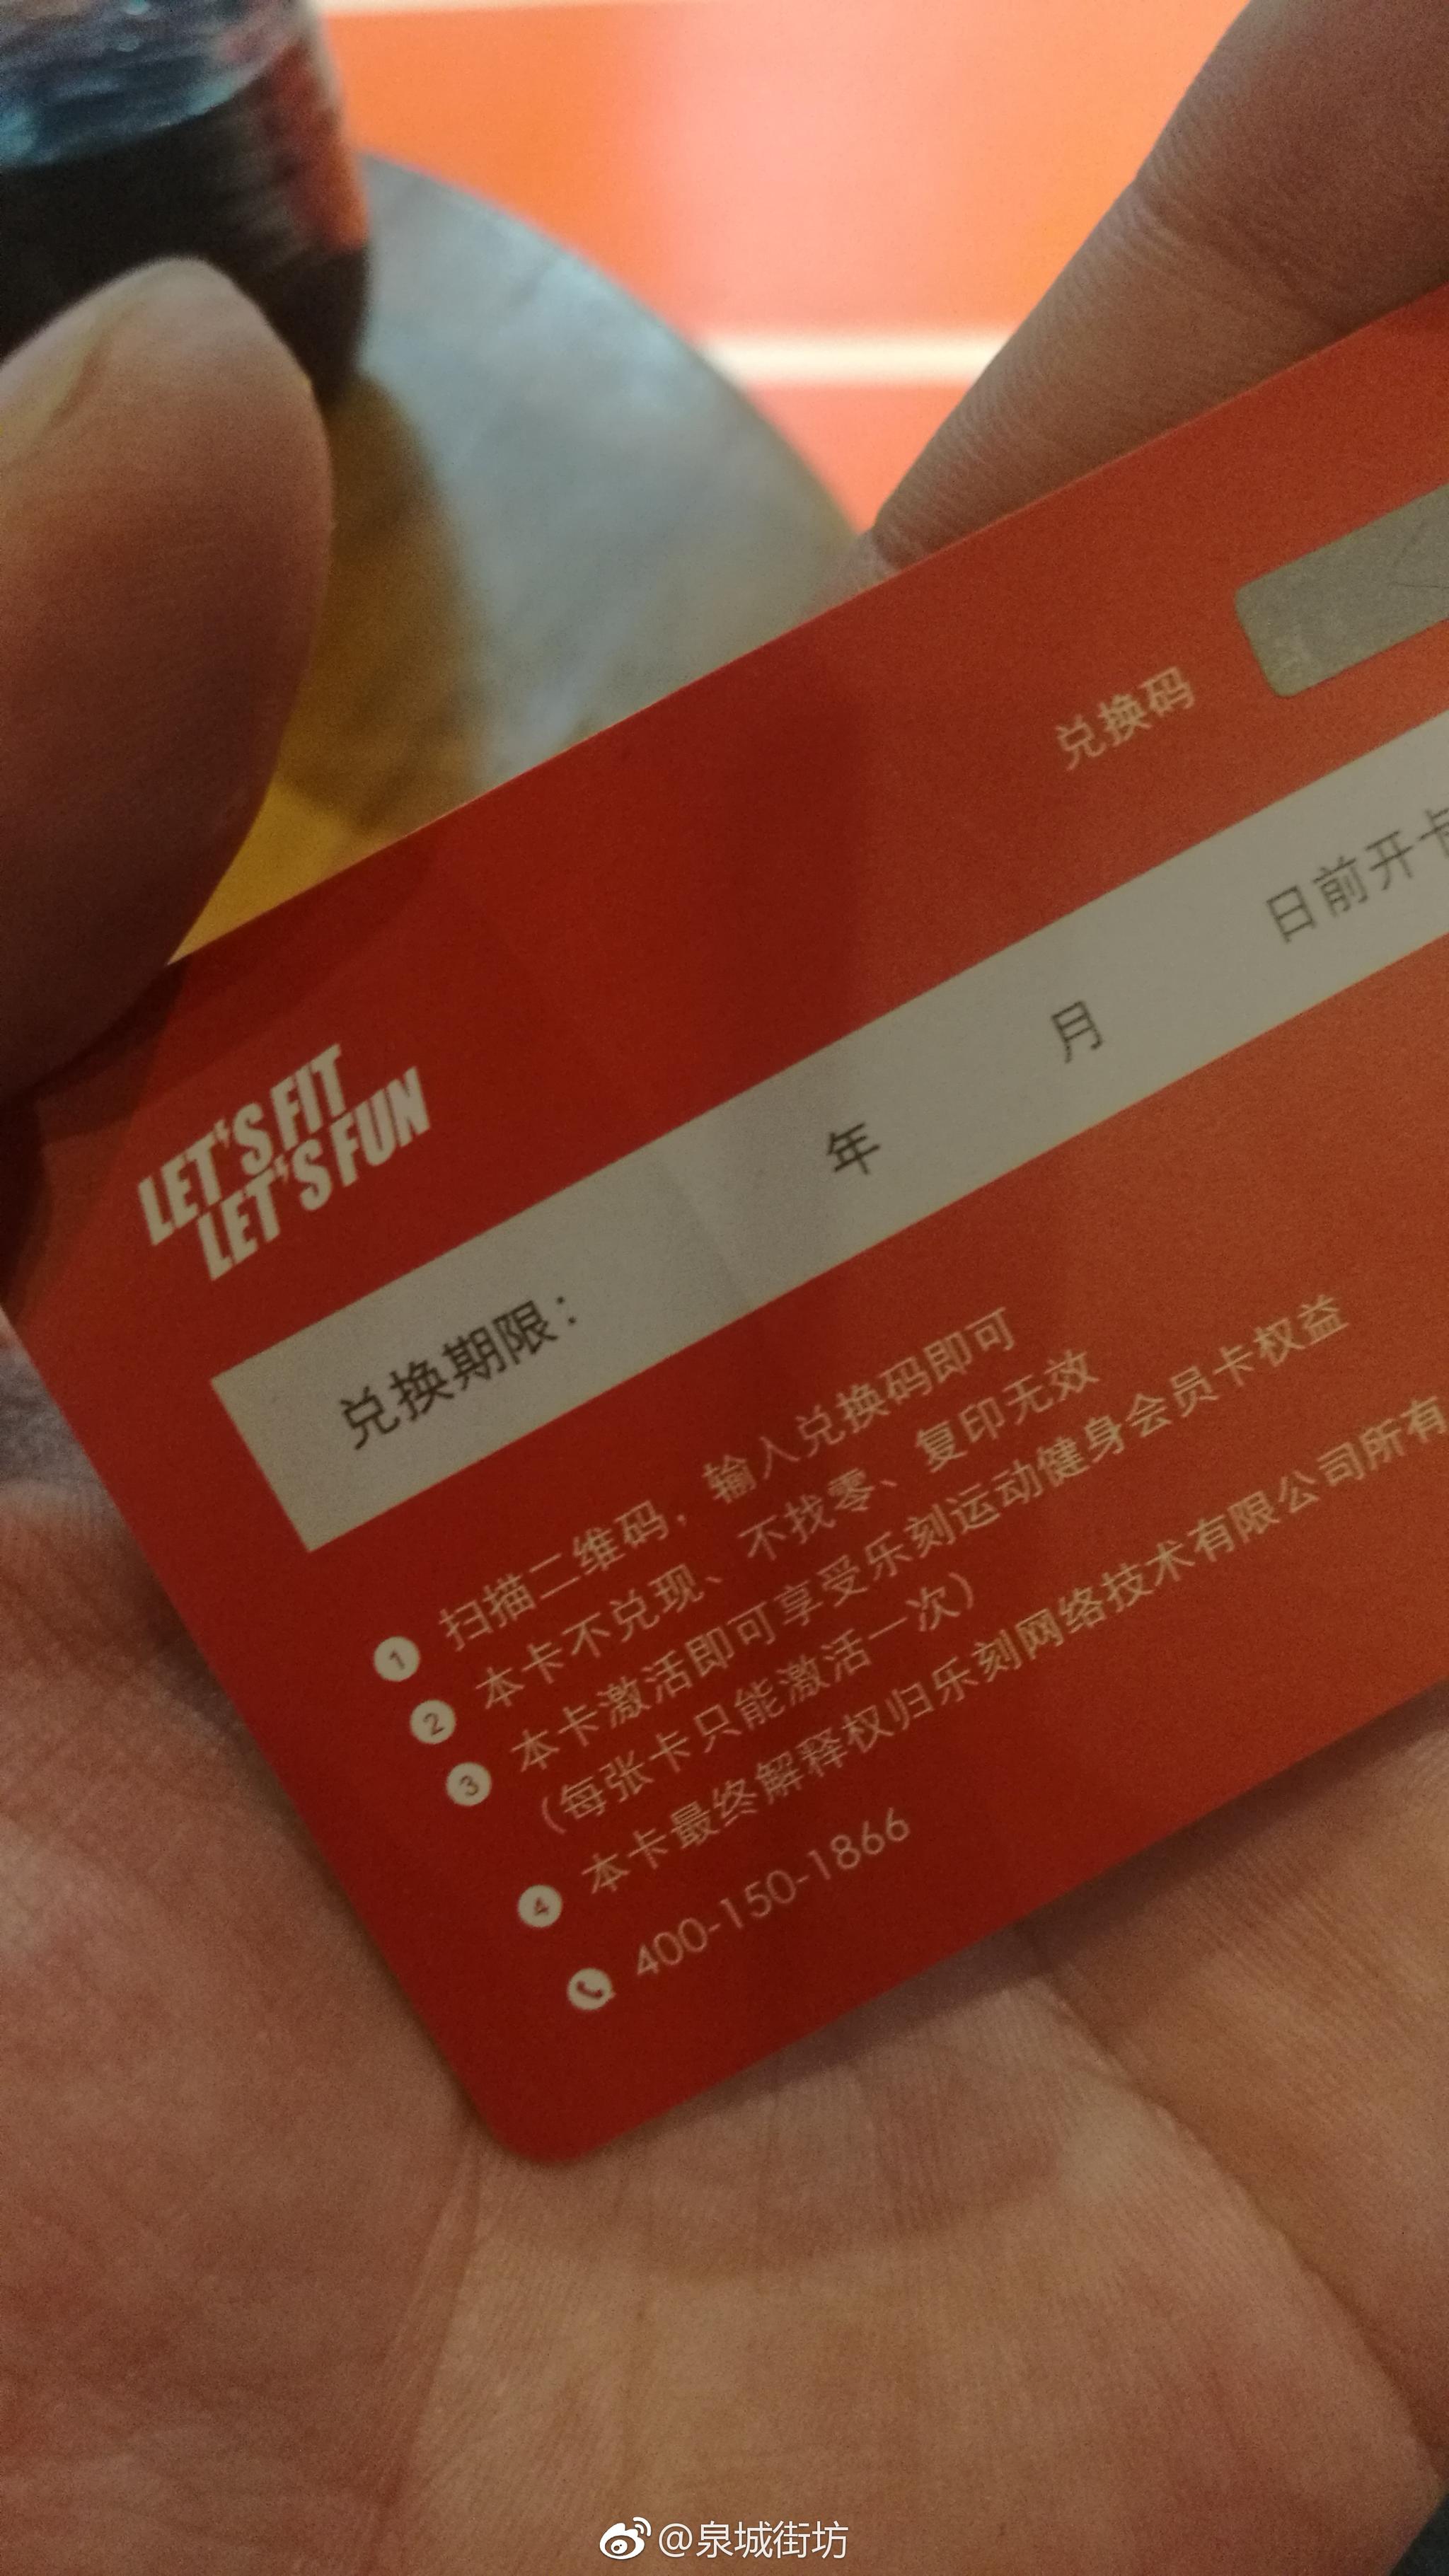 兑换码
LET'S FIT
LET'S FUN
兑换期限： 年 月 日前开卡
1 扫描二维码，输入兑换码即可
2 本卡不兑现、不找零、复印无效
3 本卡激活即可享受乐刻运动健身会员卡权益
（每张卡只能激活一次）
4 本卡最终解释权归乐刻网络技术有限公司所有
400-150-1866
@泉城街坊